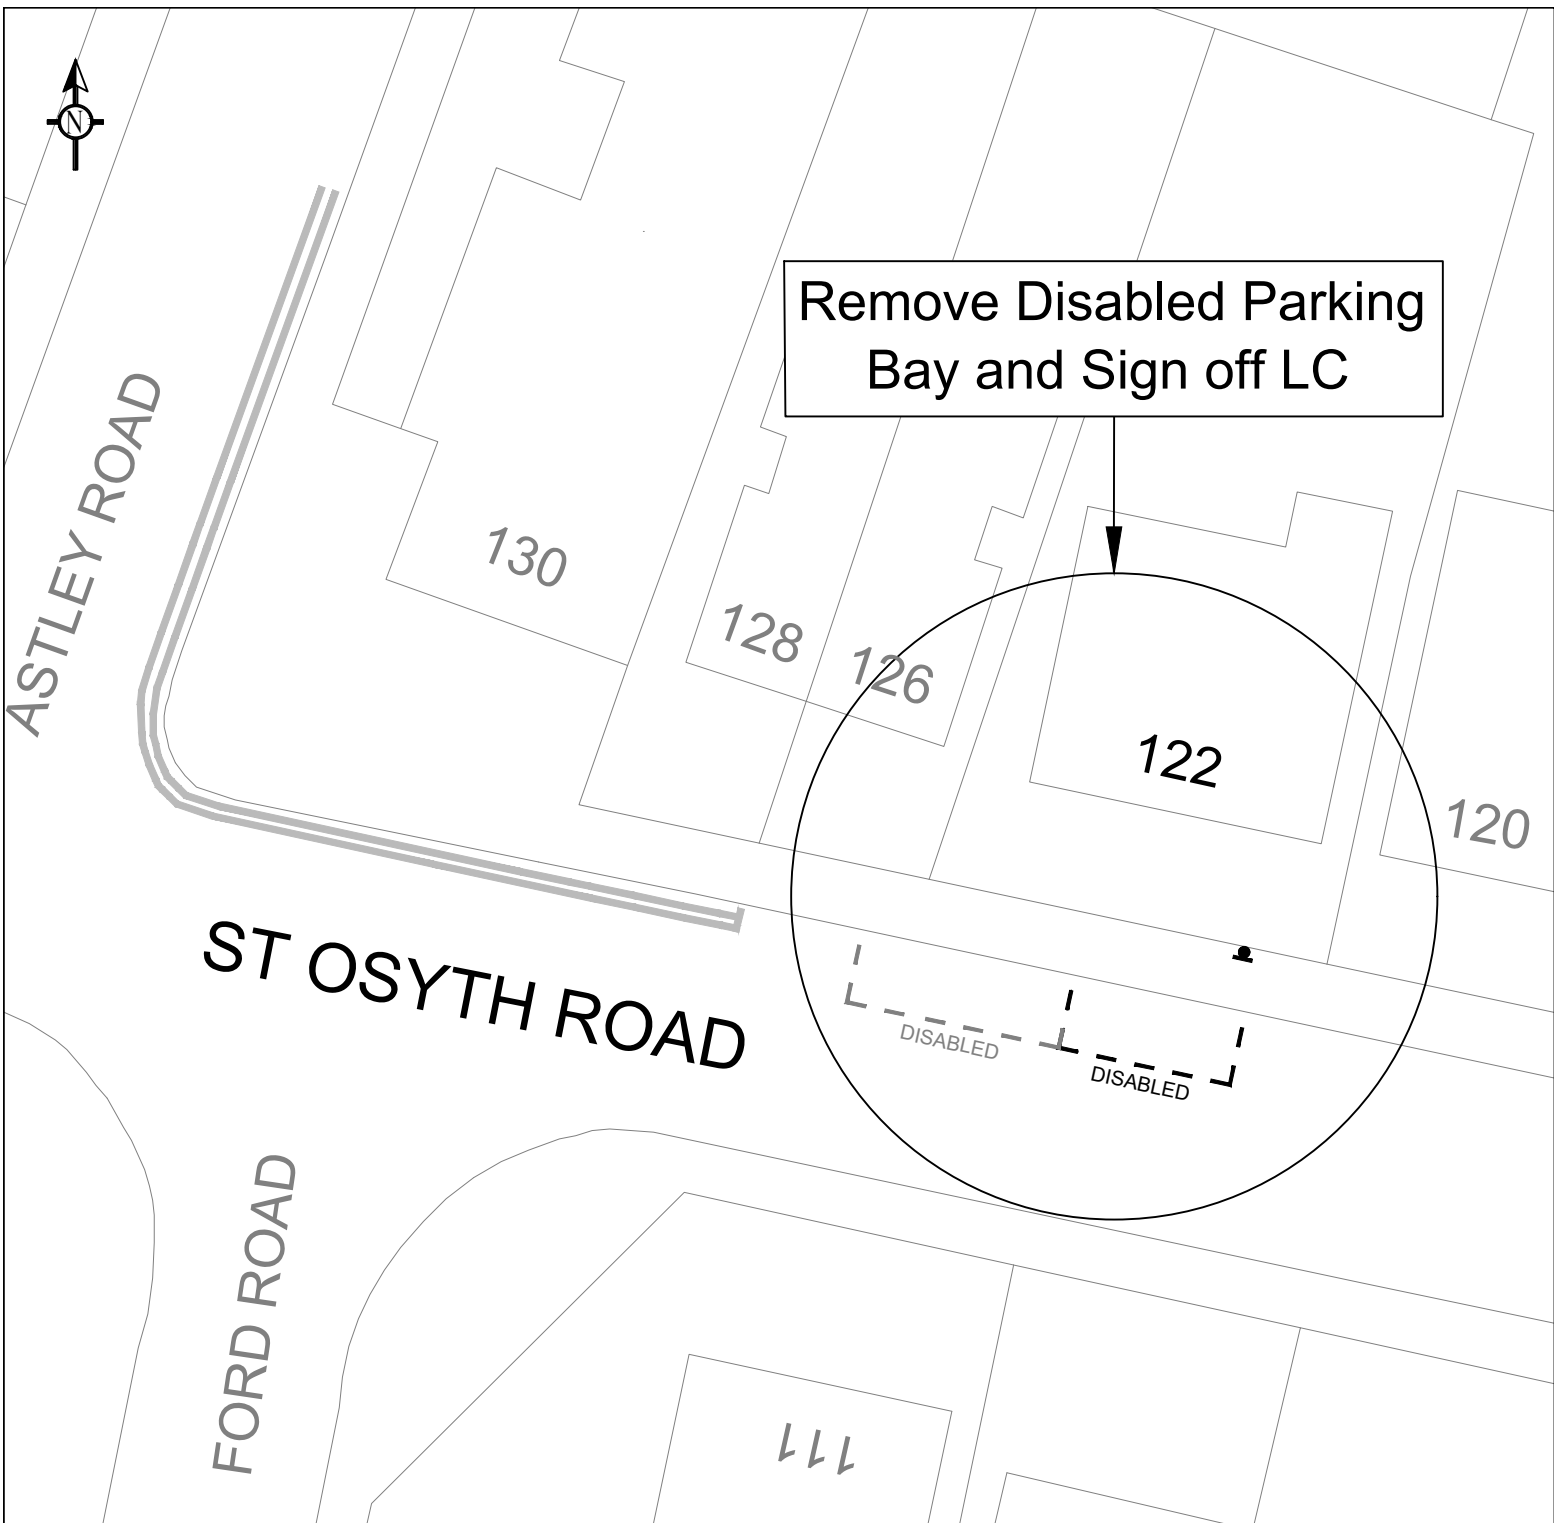 N
Remove Disabled Parking
Bay and Sign off LC
ASTLEY ROAD
130
128
126
122
120
ST OSYTH ROAD
DISABLED
DISABLED
FORD ROAD
111